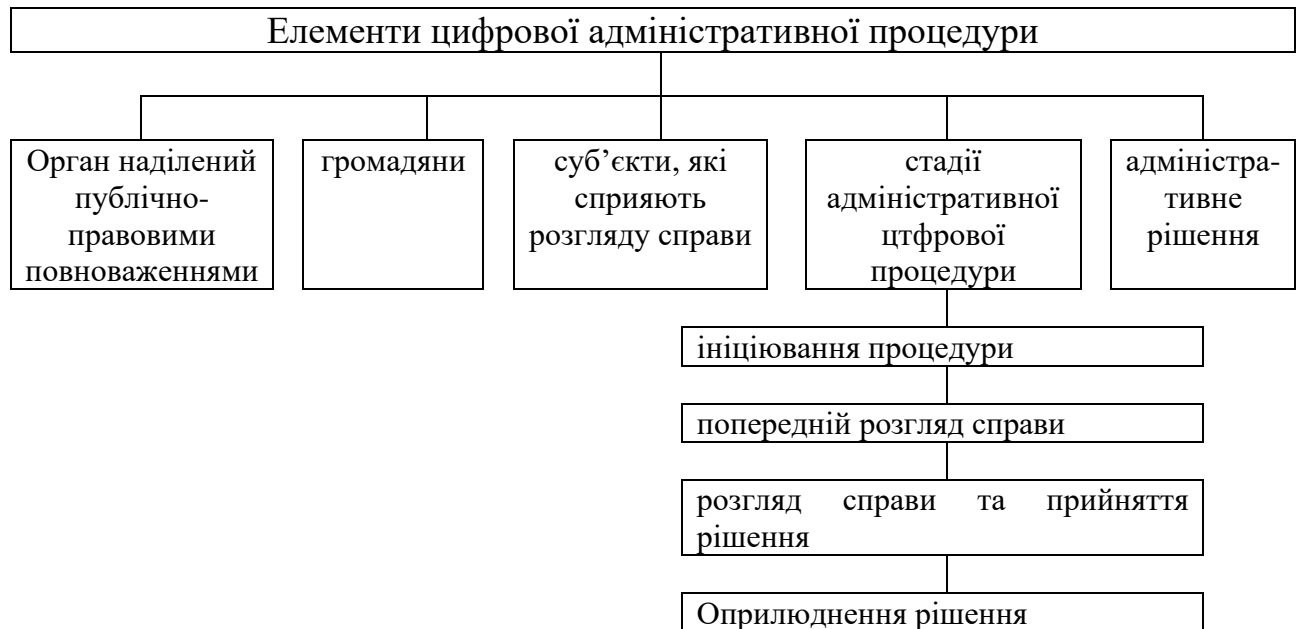 Елементи цифрової адміністративної процедури
Орган наділений
публічно-
правовими
повноваженнями
громадяни
суб’єкти, які
сприяють
розгляду справи
стадії
адміністративної
цтфрової
процедури
адміністра-
тивне
рішення
ініціювання процедури
попередній розгляд справи
розгляд справи та прийняття
рішення
Оприлюднення рішення